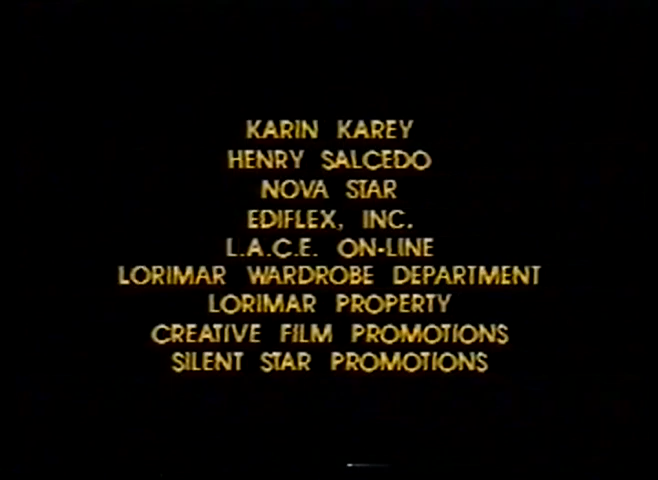 KARIN KAREY
HENRY SALCEDO
NOVA STAR
EDIFLEX, INC.
L.A.C.E. ON-LINE
LORIMAR WARDROBE DEPARTMENT
LORIMAR PROPERTY
CREATIVE FILM PROMOTIONS
SILENT STAR PROMOTIONS